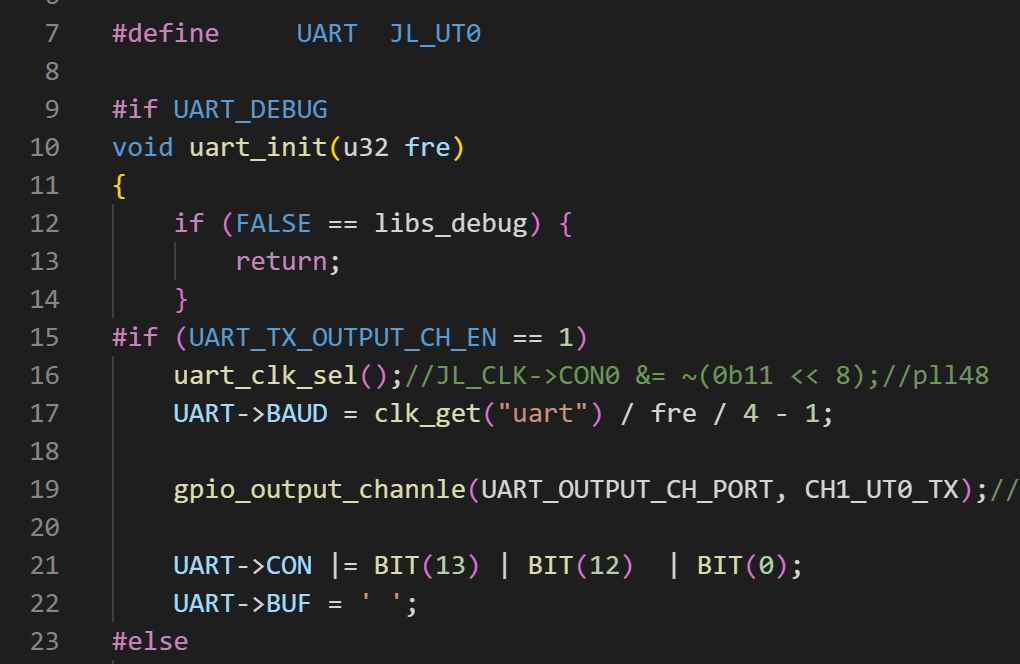 7 #define     UART  JL_UT0
8
9 #if UART_DEBUG
10 void uart_init(u32 fre)
11 {
12     if (FALSE == libs_debug) {
13         return;
14     }
15 #if (UART_TX_OUTPUT_CH_EN == 1)
16     uart_clk_sel();//JL_CLK->CON0 &= ~(0b11 << 8);//pll48
17     UART->BAUD = clk_get("uart") / fre / 4 - 1;
18
19     gpio_output_channle(UART_OUTPUT_CH_PORT, CH1_UT0_TX);//
20
21     UART->CON |= BIT(13) | BIT(12)  | BIT(0);
22     UART->BUF = ' ';
23 #else